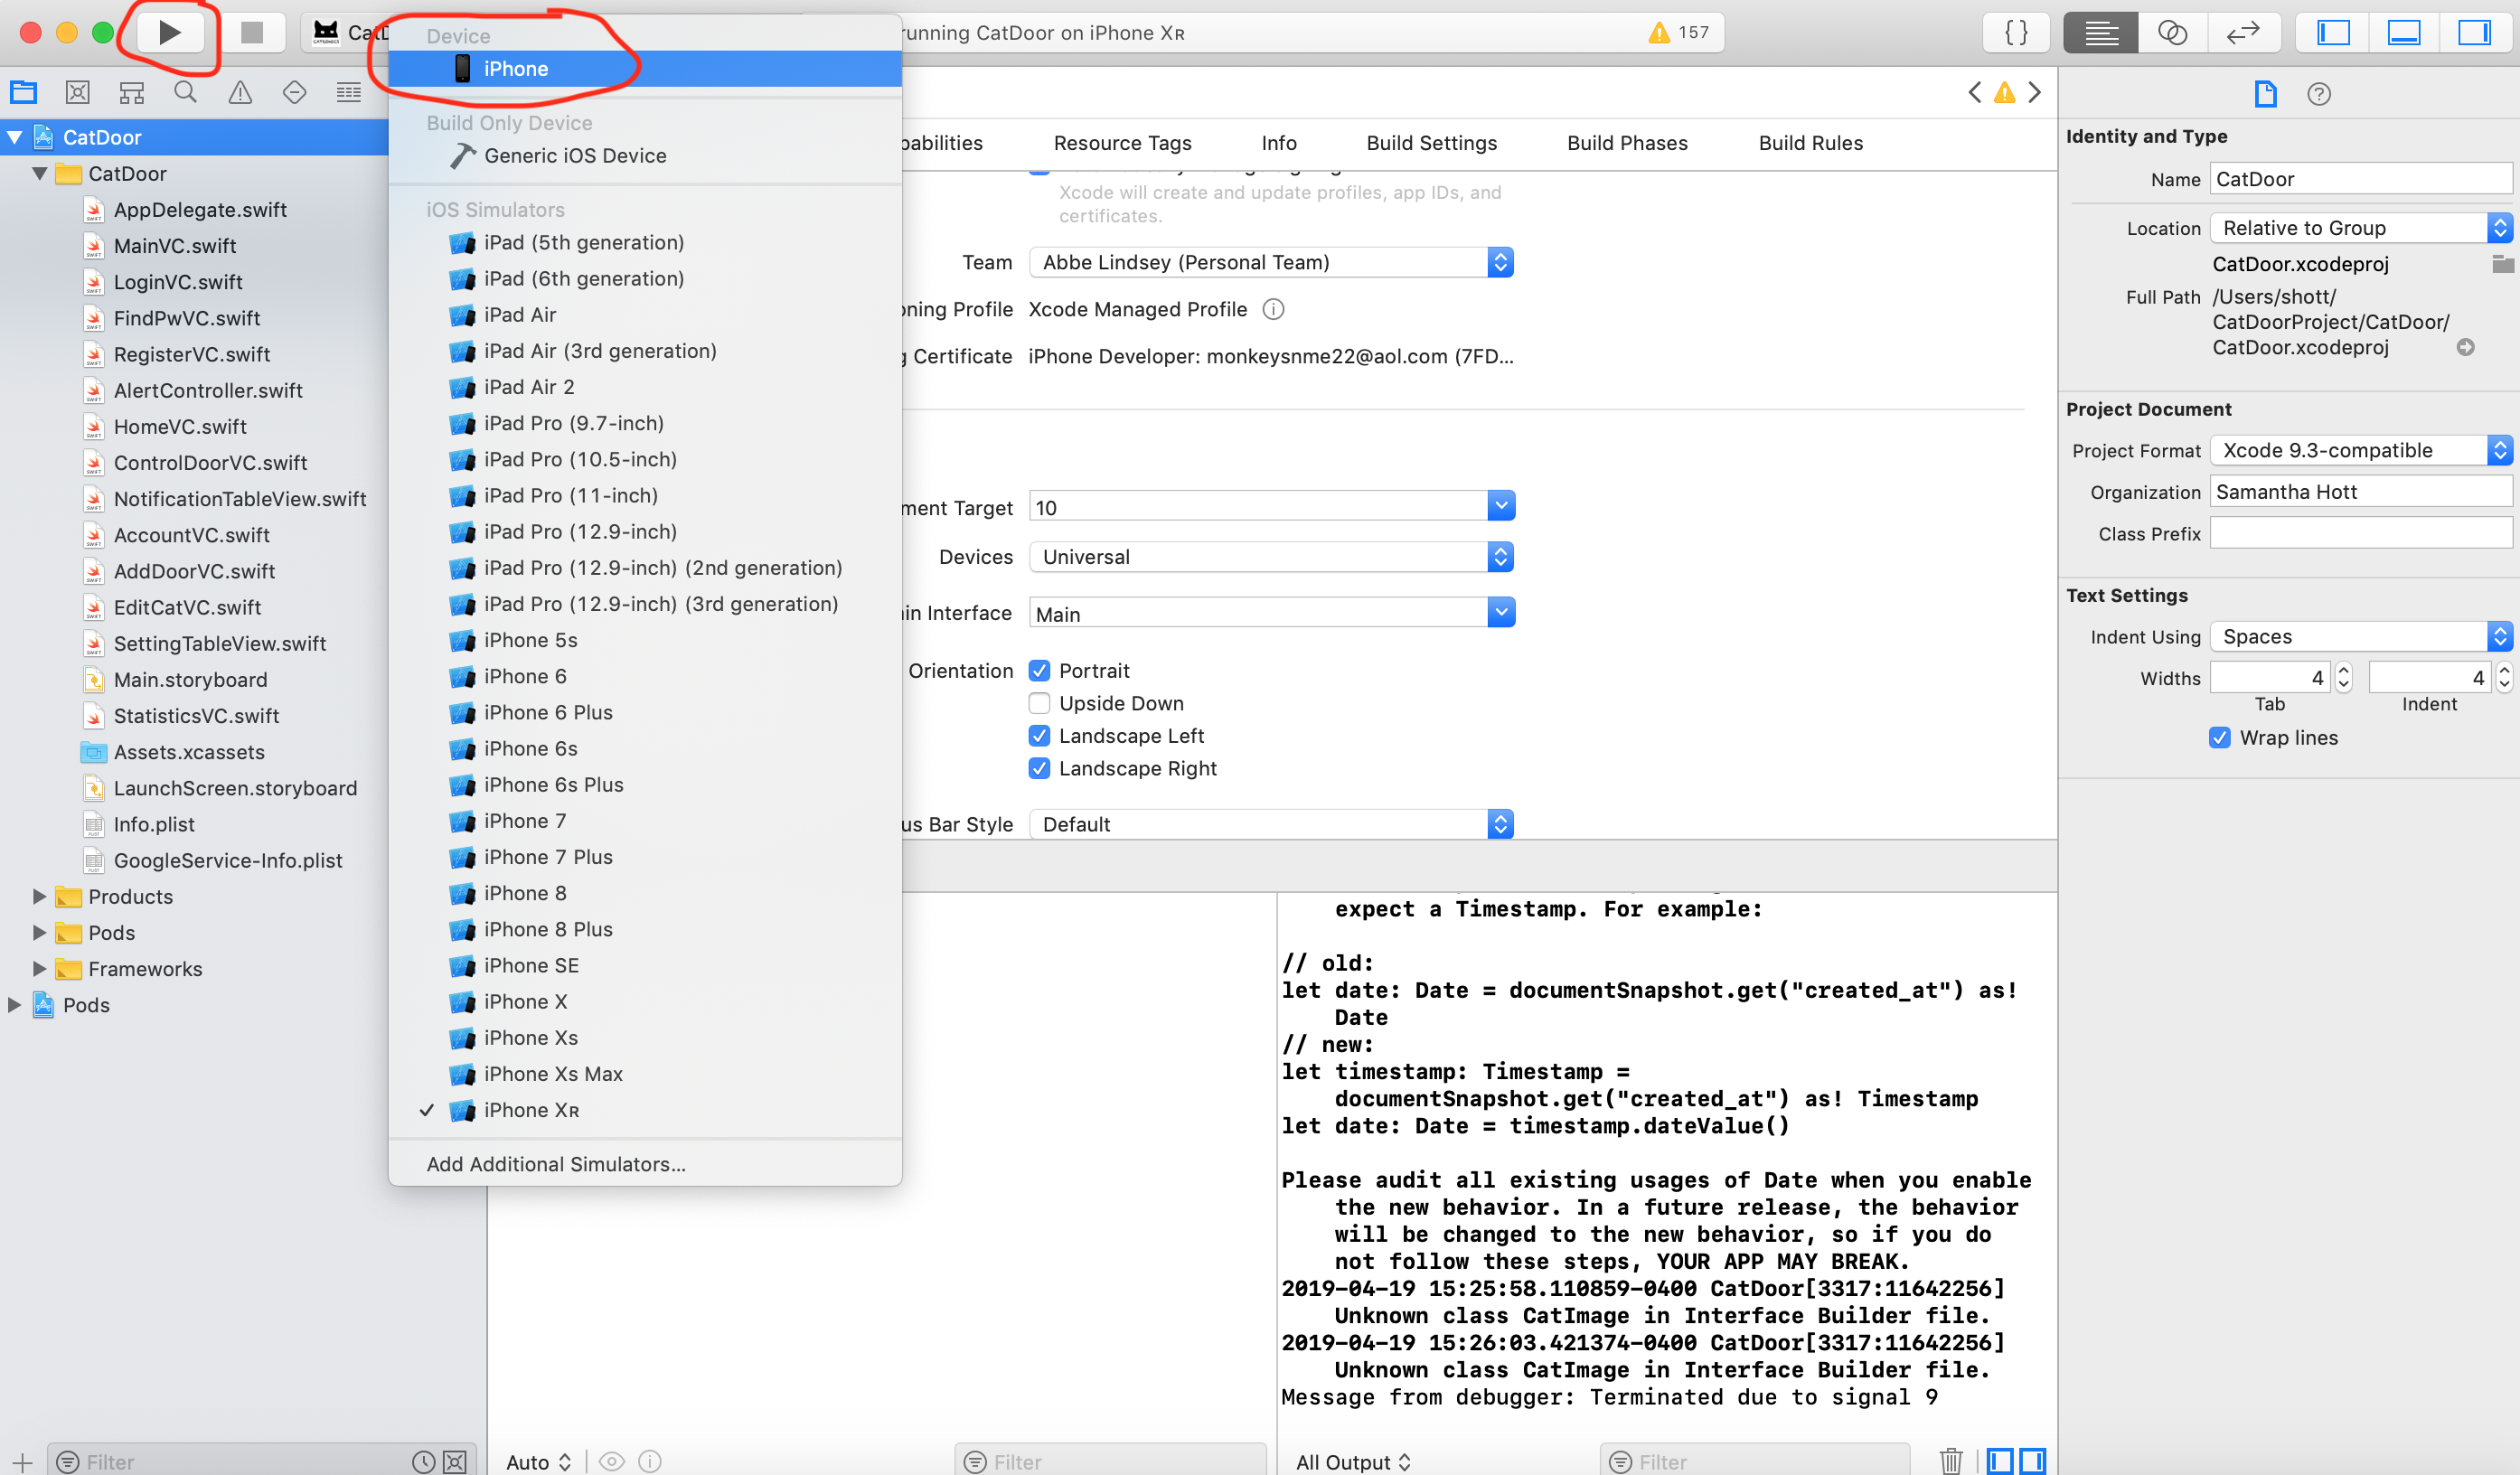 Device
running CatDoor on iPhone XR
157
{ }
iPhone
Build Only Device
Generic iOS Device
iOS Simulators
iPad (5th generation)
iPad (6th generation)
iPad Air
iPad Air (3rd generation)
iPad Air 2
iPad Pro (9.7-inch)
iPad Pro (10.5-inch)
iPad Pro (11-inch)
iPad Pro (12.9-inch)
iPad Pro (12.9-inch) (2nd generation)
iPad Pro (12.9-inch) (3rd generation)
iPhone 5s
iPhone 6
iPhone 6 Plus
iPhone 6s
iPhone 6s Plus
iPhone 7
iPhone 7 Plus
iPhone 8
iPhone 8 Plus
iPhone SE
iPhone X
iPhone Xs
iPhone Xs Max
iPhone XR
Add Additional Simulators...
CatDoor
CatDoor
AppDelegate.swift
MainVC.swift
LoginVC.swift
FindPwVC.swift
RegisterVC.swift
AlertController.swift
HomeVC.swift
ControlDoorVC.swift
NotificationTableView.swift
AccountVC.swift
AddDoorVC.swift
EditCatVC.swift
SettingTableView.swift
Main.storyboard
StatisticsVC.swift
Assets.xcassets
LaunchScreen.storyboard
Info.plist
GoogleService-Info.plist
Products
Pods
Frameworks
Pods
Filter
pabilities
Resource Tags
Info
Build Settings
Build Phases
Build Rules
Xcode will create and update profiles, app IDs, and
certificates.
Team Abbe Lindsey (Personal Team)
oning Profile Xcode Managed Profile
g Certificate iPhone Developer: monkeysnme22@aol.com (7FD...
ment Target 10
Devices Universal
in Interface Main
Orientation Portrait
Upside Down
Landscape Left
Landscape Right
us Bar Style Default
expect a Timestamp. For example:
// old:
let date: Date = documentSnapshot.get("created_at") as!
Date
// new:
let timestamp: Timestamp =
documentSnapshot.get("created_at") as! Timestamp
let date: Date = timestamp.dateValue()
Please audit all existing usages of Date when you enable
the new behavior. In a future release, the behavior
will be changed to the new behavior, so if you do
not follow these steps, YOUR APP MAY BREAK.
2019-04-19 15:25:58.110859-0400 CatDoor[3317:11642256]
Unknown class CatImage in Interface Builder file.
2019-04-19 15:26:03.421374-0400 CatDoor[3317:11642256]
Unknown class CatImage in Interface Builder file.
Message from debugger: Terminated due to signal 9
Auto
Filter
All Output
Filter
Identity and Type
Name CatDoor
Location Relative to Group
CatDoor.xcodeproj
Full Path /Users/shott/
CatDoorProject/CatDoor/
CatDoor.xcodeproj
Project Document
Project Format Xcode 9.3-compatible
Organization Samantha Hott
Class Prefix
Text Settings
Indent Using Spaces
Widths 4 4
Tab Indent
Wrap lines